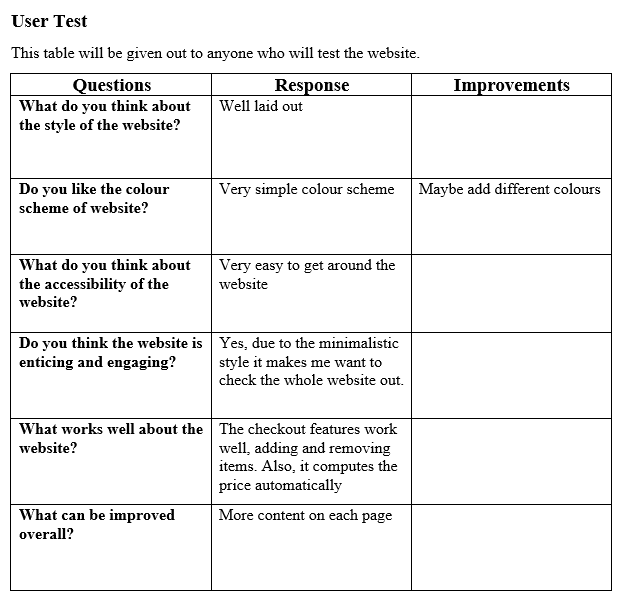 User Test
This table will be given out to anyone who will test the website.
Questions Response Improvements
What do you think about
the style of the website?
Well laid out
Do you like the colour
scheme of website?
Very simple colour scheme
Maybe add different colours
What do you think about
the accessibility of the
website?
Very easy to get around the
website
Do you think the website is
enticing and engaging?
Yes, due to the minimalistic
style it makes me want to
check the whole website out.
What works well about the
website?
The checkout features work
well, adding and removing
items. Also, it computes the
price automatically
What can be improved
overall?
More content on each page